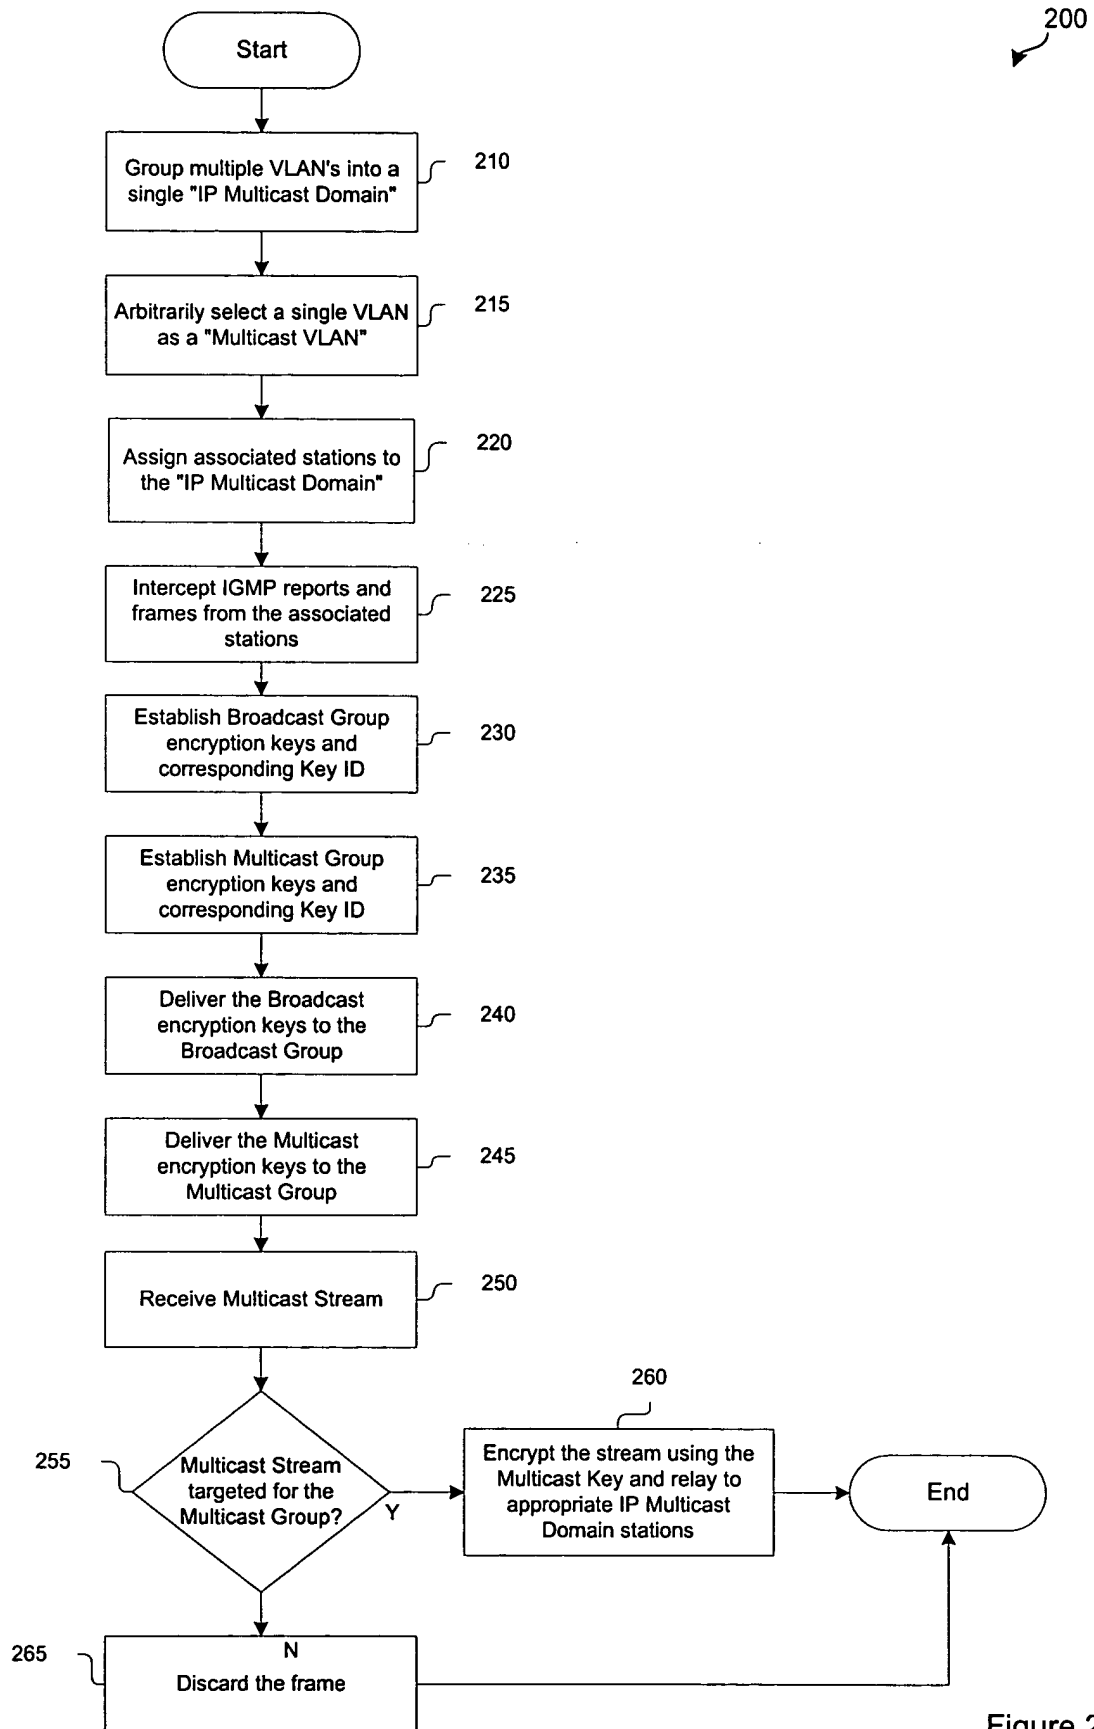 200
Start
Group multiple VLAN's into a
single "IP Multicast Domain"
210
Arbitrarily select a single VLAN
as a "Multicast VLAN"
215
Assign associated stations to
the "IP Multicast Domain"
220
Intercept IGMP reports and
frames from the associated
stations
225
Establish Broadcast Group
encryption keys and
corresponding Key ID
230
Establish Multicast Group
encryption keys and
corresponding Key ID
235
Deliver the Broadcast
encryption keys to the
Broadcast Group
240
Deliver the Multicast
encryption keys to the
Multicast Group
245
Receive Multicast Stream
250
255
Multicast Stream
targeted for the
Multicast Group?
Y
260
Encrypt the stream using the
Multicast Key and relay to
appropriate IP Multicast
Domain stations
End
N
265
Discard the frame
Figure 2